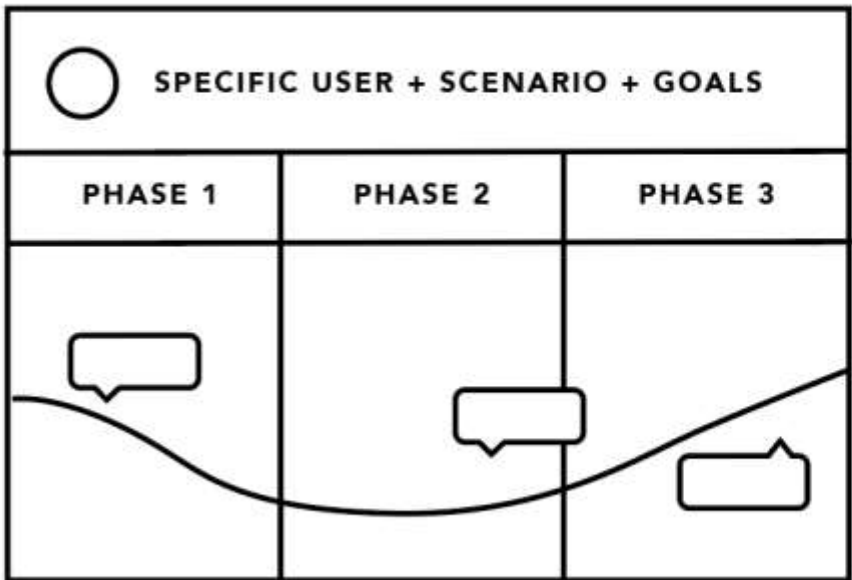 SPECIFIC USER + SCENARIO + GOALS
PHASE 1
PHASE 2
PHASE 3